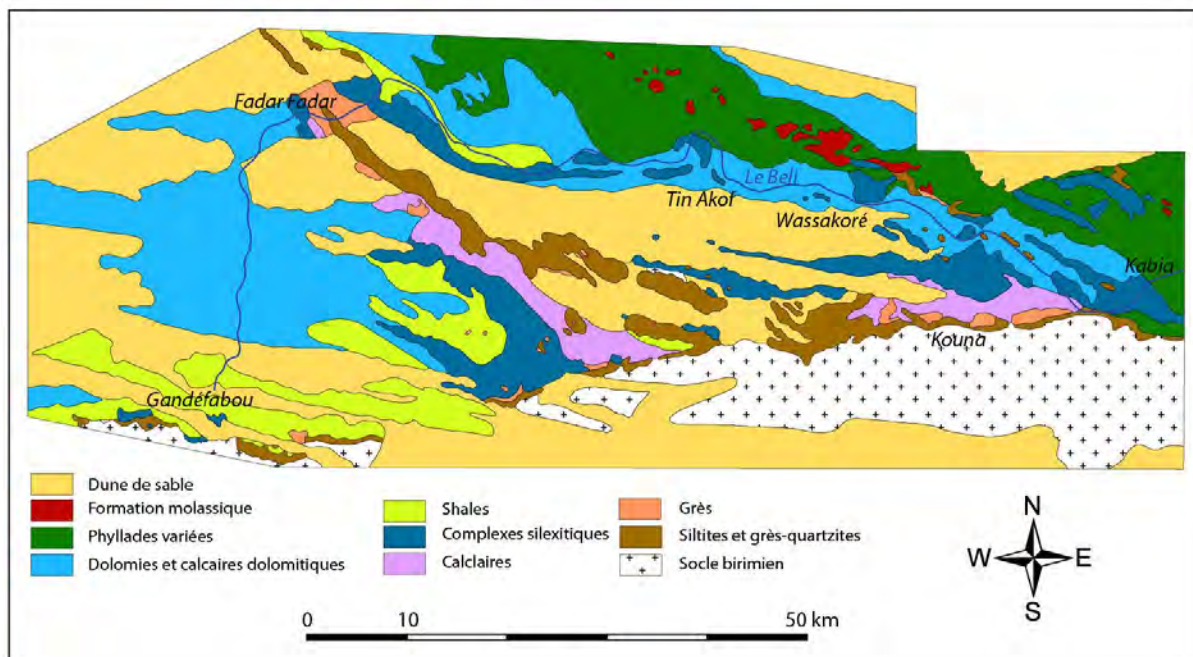 Fadar Fadar
Le Beli
Tin Akof
Wassakoré
Kabia
Kouna
Gandéfabou
Dune de sable
Formation molassique
Phyllades variées
Dolomies et calcaires dolomitiques
Shales
Complexes silexitiques
Calclaires
Grès
Siltites et grès-quartzites
Socle birimien
N
W E
S
0 10 50 km